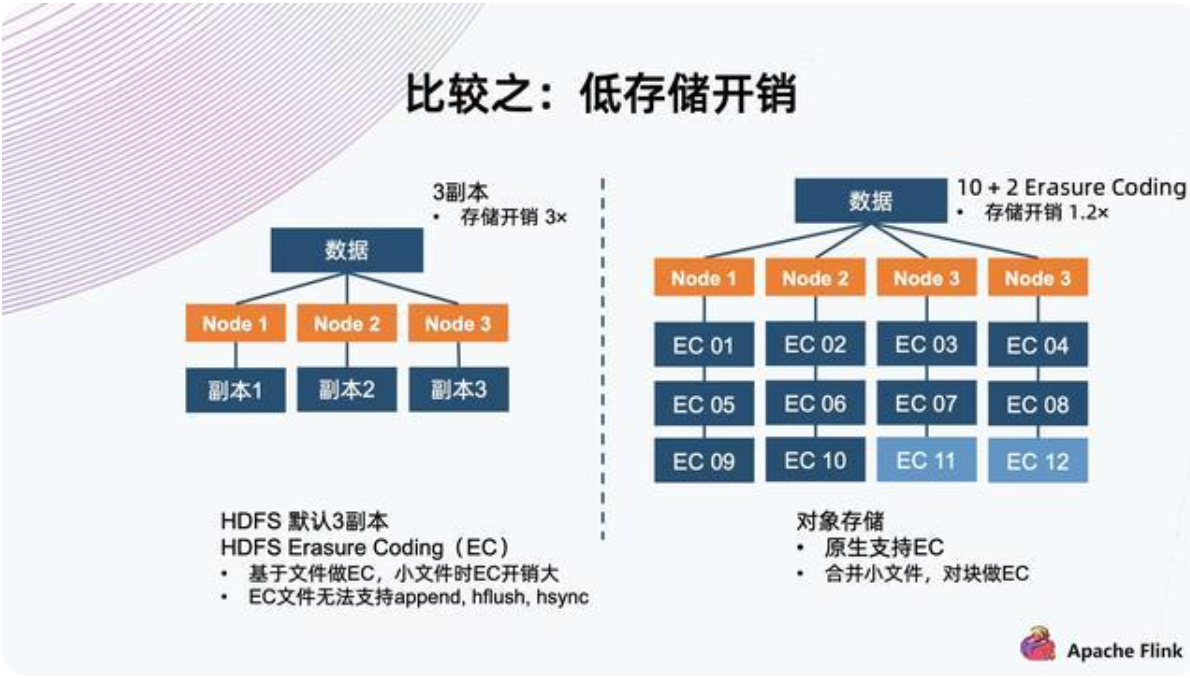 比较之：低存储开销
3副本
• 存储开销 3×
数据
Node 1
Node 2
Node 3
副本1
副本2
副本3
HDFS 默认3副本
HDFS Erasure Coding（EC）
• 基于文件做EC，小文件时EC开销大
• EC文件无法支持append, hflush, hsync
10 + 2 Erasure Coding
• 存储开销 1.2×
数据
Node 1
Node 2
Node 3
Node 3
EC 01
EC 02
EC 03
EC 04
EC 05
EC 06
EC 07
EC 08
EC 09
EC 10
EC 11
EC 12
对象存储
• 原生支持EC
• 合并小文件，对块做EC
Apache Flink